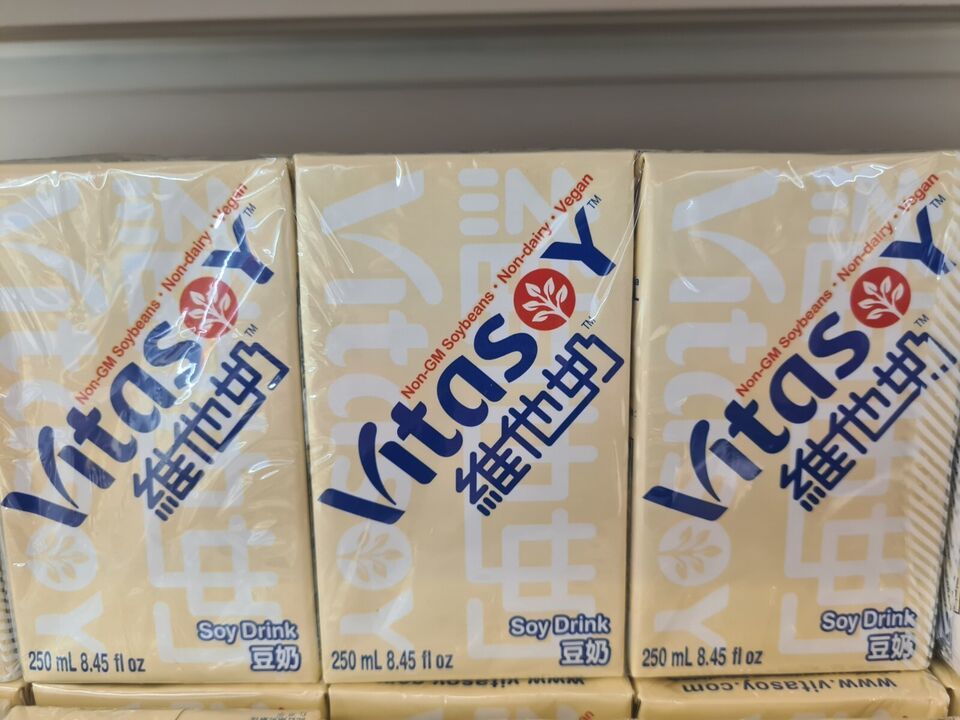 Non-GM Soybeans • Non-dairy • Vegan
VitasoY™
維他奶™
Soy Drink
豆奶
250 mL 8.45 fl oz
Non-GM Soybeans • Non-dairy • Vegan
VitasoY™
維他奶™
Soy Drink
豆奶
250 mL 8.45 fl oz
Non-GM Soybeans • Non-dairy • Vegan
VitasoY™
維他奶
Soy Drink
豆奶
250 mL 8.45 fl oz
www.vitasoy.com
www.vitasoy.com